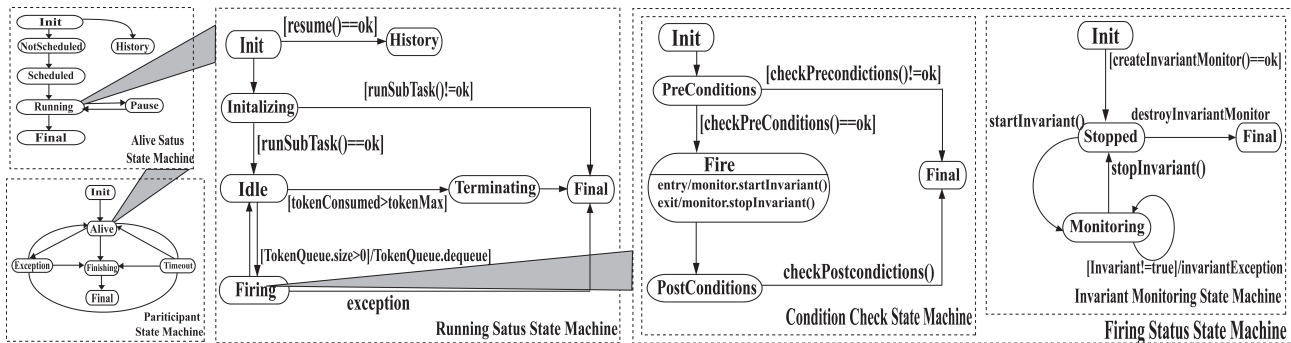 Init
NotScheduled
History
Scheduled
Running
Pause
Final
Alive Satus
State Machine
Init
Alive
Exception
Finishing
Timeout
Final
Pariticipant
State Machine
Init
[resume()==ok]
History
[runSubTask()!=ok]
Initalizing
[runSubTask()==ok]
Idle
Terminating
Final
[tokenConsumed>tokenMax]
[TokenQueue.size>0]/TokenQueue.dequeue]
Firing
exception
Running Satus State Machine
Init
[checkPrecondictions()!=ok]
PreConditions
[checkPreConditions()==ok]
Fire
entry/monitor.startInvariant()
exit/monitor.stopInvariant()
Final
checkPostcondictions()
PostConditions
Condition Check State Machine
Init
[createInvariantMonitor()==ok]
startInvariant()
destroyInvariantMonitor
Stopped
Final
stopInvariant()
Monitoring
[Invariant!=true]/invariantException
Invariant Monitoring State Machine
Firing Status State Machine